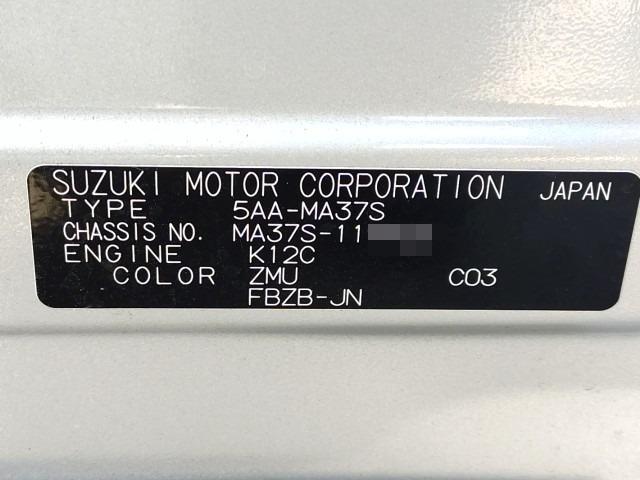 SUZUKI MOTOR CORPORATION JAPAN
TYPE 5AA-MA37S
CHASSIS NO. MA37S-11
ENGINE K12C
COLOR ZMU C03
FBZB-JN